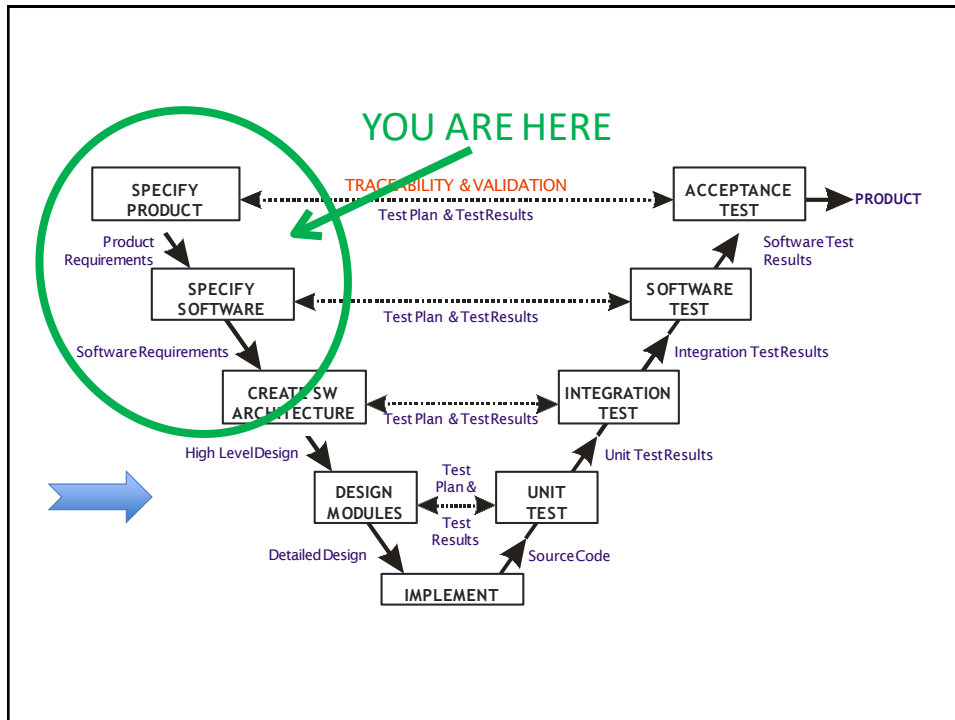 YOU ARE HERE
SPECIFY
PRODUCT
TRACEABILITY & VALIDATION
Test Plan & Test Results
ACCEPTANCE
TEST
PRODUCT
Product
Requirements
Software Test
Results
SPECIFY
SOFTWARE
Test Plan & Test Results
SOFTWARE
TEST
Software Requirements
Integration Test Results
CREATE SW
ARCHITECTURE
Test Plan & Test Results
INTEGRATION
TEST
High Level Design
Unit Test Results
DESIGN
MODULES
Test
Plan &
Test
Results
UNIT
TEST
Detailed Design
Source Code
IMPLEMENT